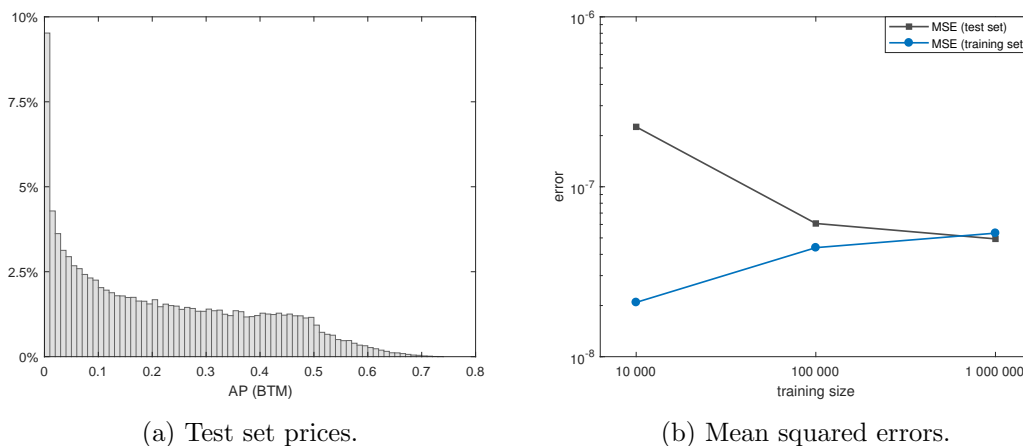 10%
7.5%
5%
2.5%
0%
0 0.1 0.2 0.3 0.4 0.5 0.6 0.7 0.8
AP (BTM)
(a) Test set prices.
10-6
10-7
10-8
error
MSE (test set)
MSE (training set
10 000 100 000 1 000 000
training size
(b) Mean squared errors.